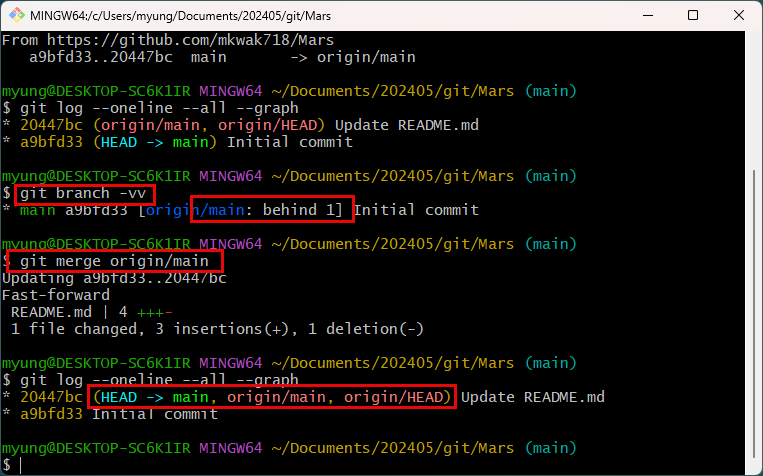 MINGW64:/c/Users/myung/Documents/202405/git/Mars
From https://github.com/mkwak718/Mars
   a9bfd33..20447bc  main       -> origin/main
myung@DESKTOP-SC6K1IR MINGW64 ~/Documents/202405/git/Mars (main)
$ git log --oneline --all --graph
* 20447bc (origin/main, origin/HEAD) Update README.md
* a9bfd33 (HEAD -> main) Initial commit
myung@DESKTOP-SC6K1IR MINGW64 ~/Documents/202405/git/Mars (main)
$ git branch -vv
* main a9bfd33 [origin/main: behind 1] Initial commit
myung@DESKTOP-SC6K1IR MINGW64 ~/Documents/202405/git/Mars (main)
$ git merge origin/main
Updating a9bfd33..20447bc
Fast-forward
 README.md | 4 +++-
 1 file changed, 3 insertions(+), 1 deletion(-)
myung@DESKTOP-SC6K1IR MINGW64 ~/Documents/202405/git/Mars (main)
$ git log --oneline --all --graph
* 20447bc (HEAD -> main, origin/main, origin/HEAD) Update README.md
* a9bfd33 Initial commit
myung@DESKTOP-SC6K1IR MINGW64 ~/Documents/202405/git/Mars (main)
$